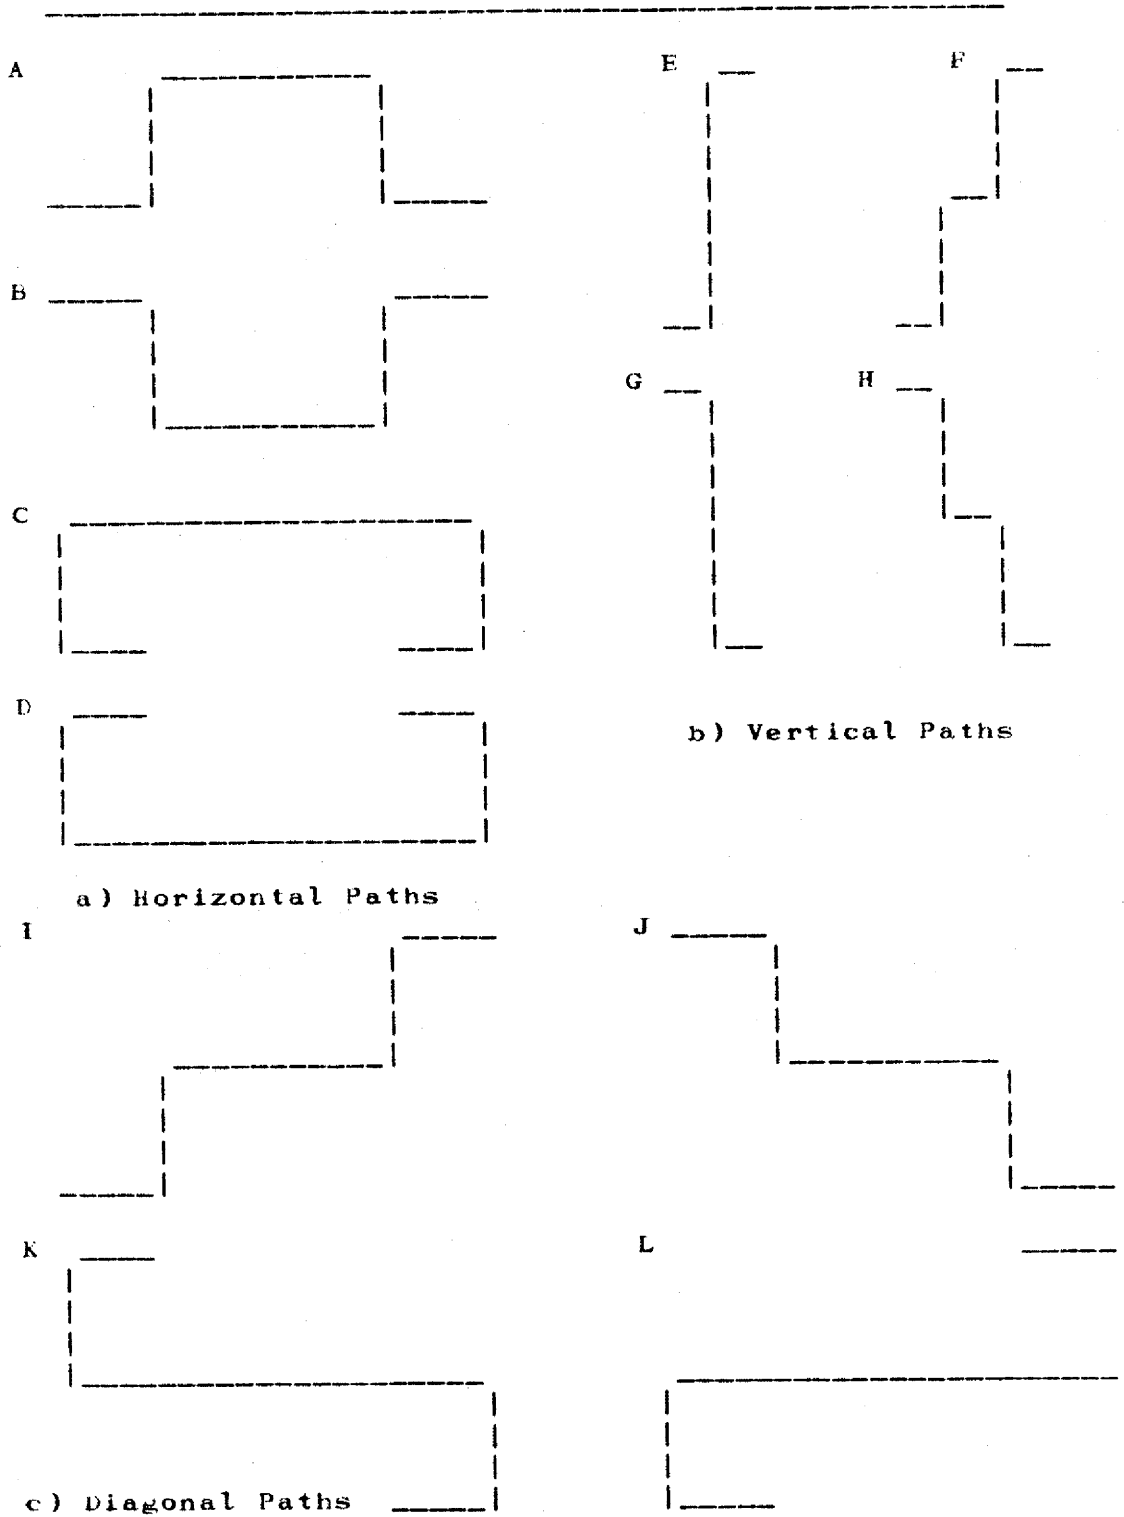 A
E
F
B
G
H
C
D
b) Vertical Paths
a) Horizontal Paths
I
J
K
L
c) Diagonal Paths